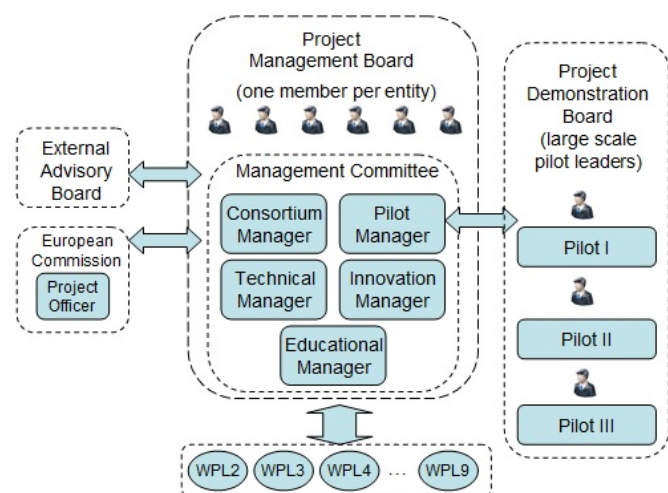 Project
Management Board
(one member per entity)
Project
Demonstration
Board
(large scale
pilot leaders)
External
Advisory
Board
Management Committee
Consortium
Manager
Pilot
Manager
European
Commission
Project
Officer
Technical
Manager
Innovation
Manager
Educational
Manager
Pilot I
Pilot II
Pilot III
WPL2
WPL3
WPL4
...
WPL9